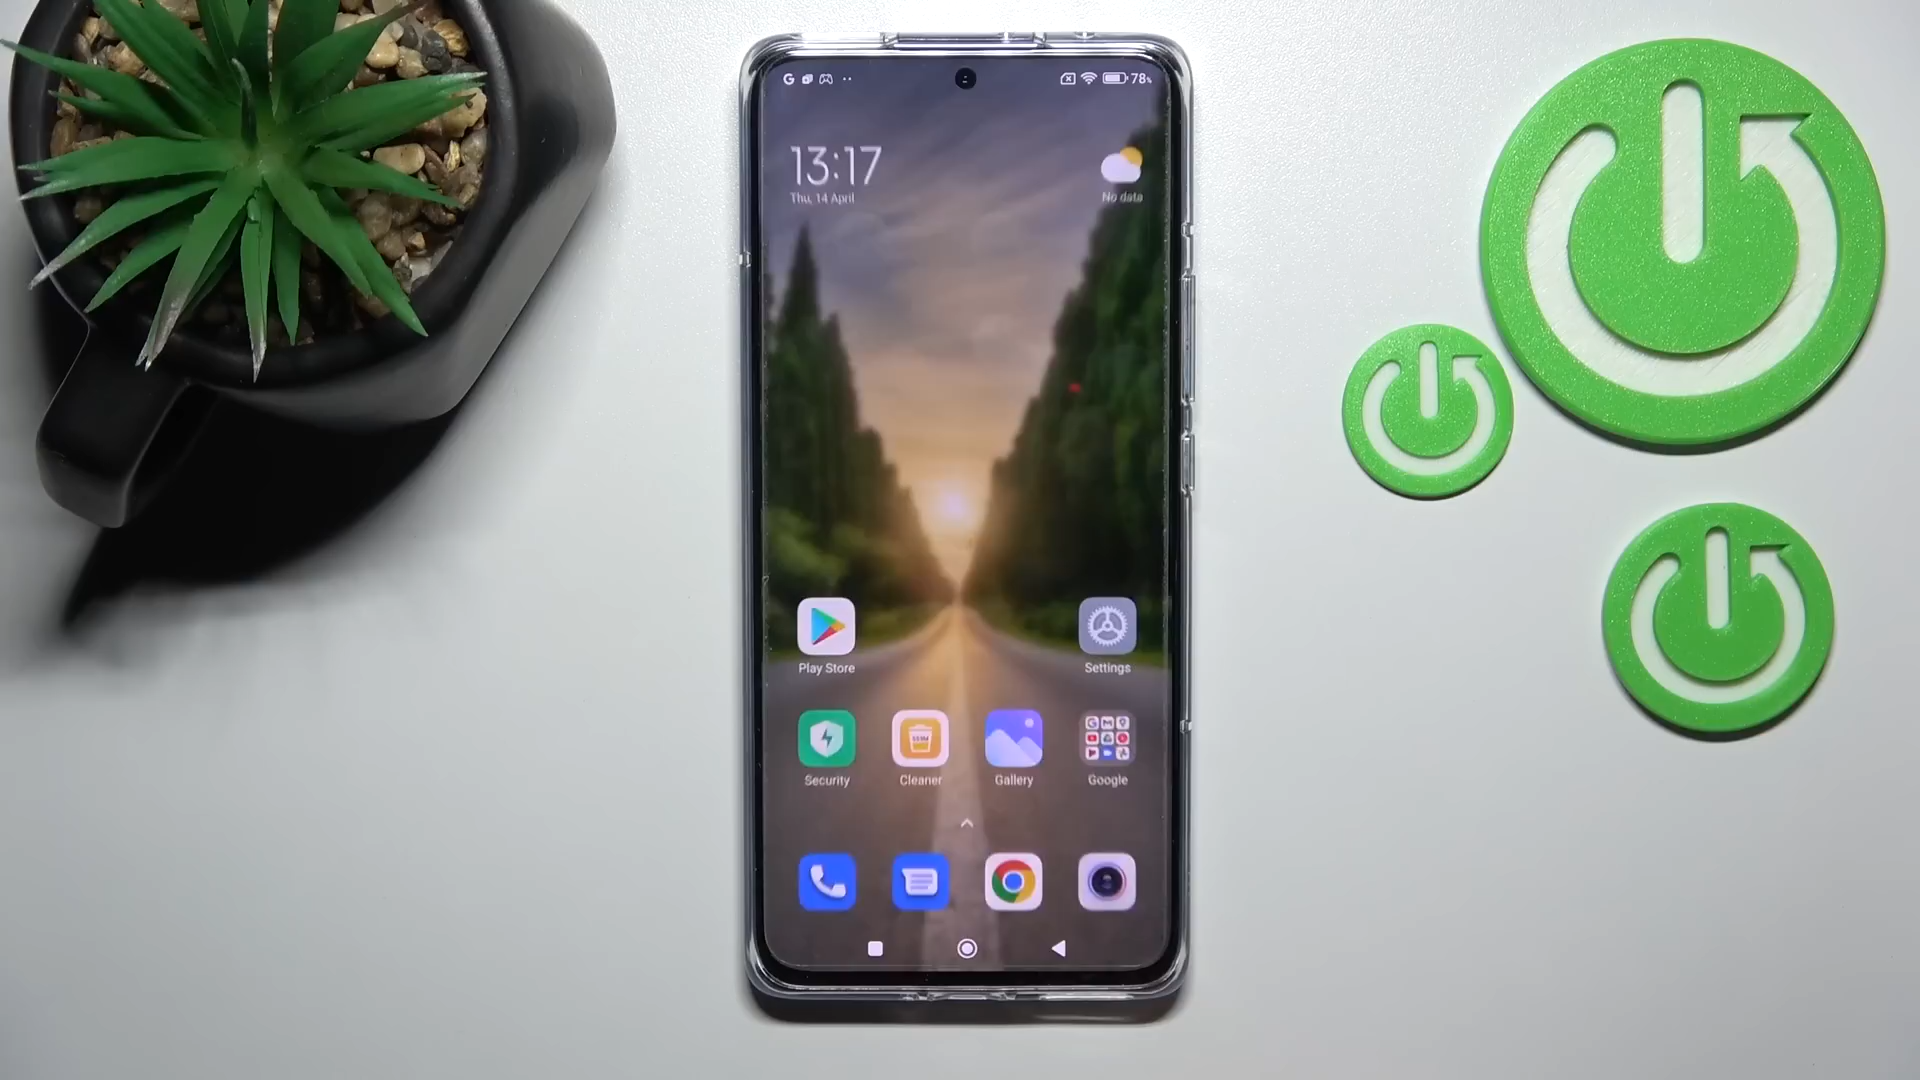 78%
13:17
Thu, 14 April
No data
Play Store
Settings
Security
Cleaner
Gallery
Google